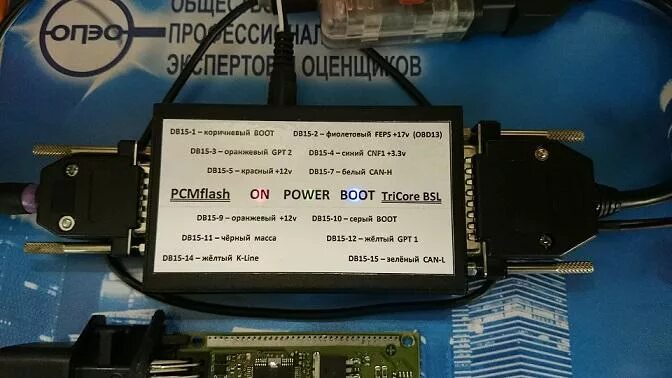 ОПЭО
ОБЩЕСТВО
ПРОФЕССИОНАЛ
ЭКСПЕРТОВ ОЦЕНЩИКОВ
DB15-1 – коричневый BOOT
DB15-2 – фиолетовый FEPS +17v (OBD13)
DB15-3 – оранжевый GPT 2
DB15-4 – синий CNF1 +3.3v
DB15-5 – красный +12v
DB15-7 – белый CAN-H
PCMflash ON POWER BOOT TriCore BSL
DB15-9 – оранжевый +12v
DB15-10 – серый BOOT
DB15-11 – чёрный масса
DB15-12 – жёлтый GPT 1
DB15-14 – жёлтый K-Line
DB15-15 – зелёный CAN-L